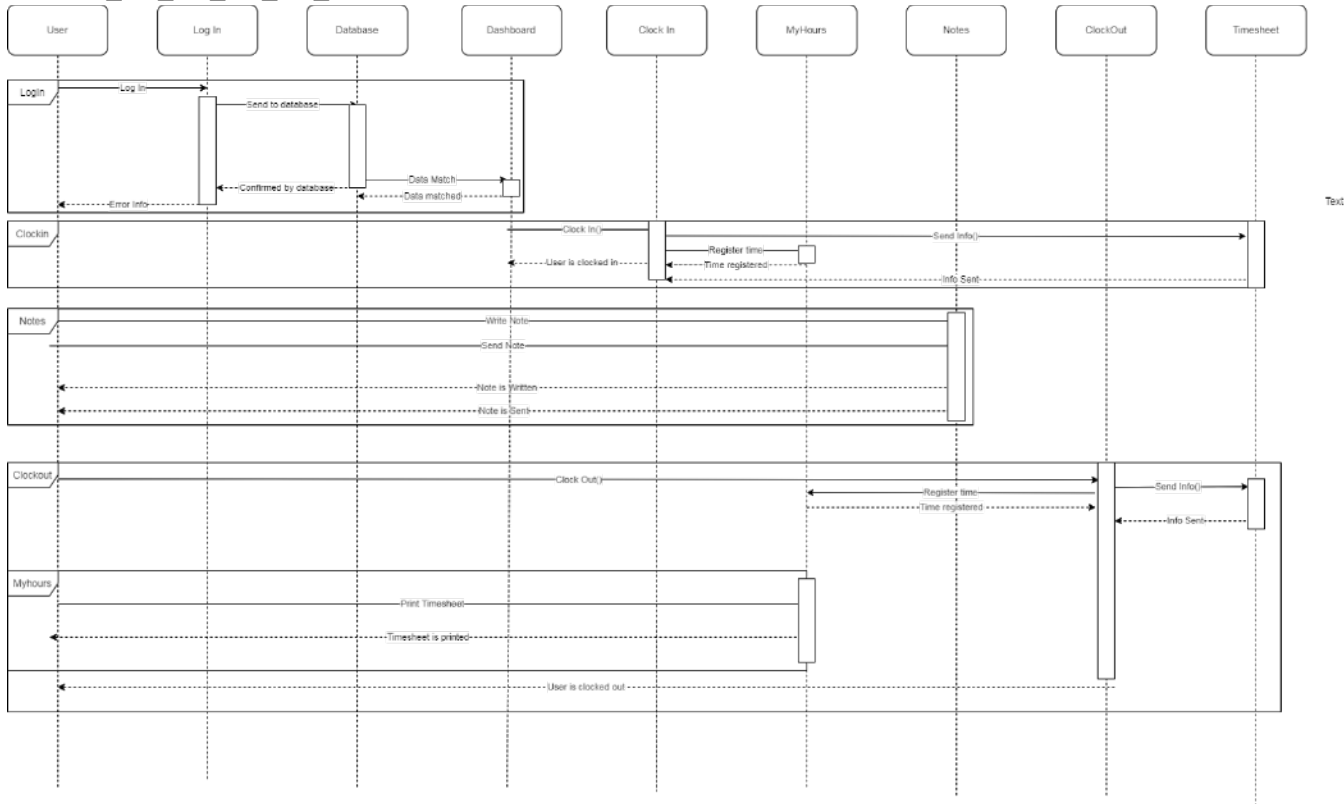 User Log In Database Dashboard Clock In MyHours Notes ClockOut Timesheet
Login
Log In
Send to database
Data Match
Confirmed by database
Data matched
Error Info
Text
Clockin
Clock In()
Send Info()
Register time
User is clocked in
Time registered
Info Sent
Notes
Write Note
Send Note
Note is Written
Note is Sent
Clockout
Clock Out()
Send Info()
Register time
Time registered
Info Sent
Myhours
Print Timesheet
Timesheet is printed
User is clocked out